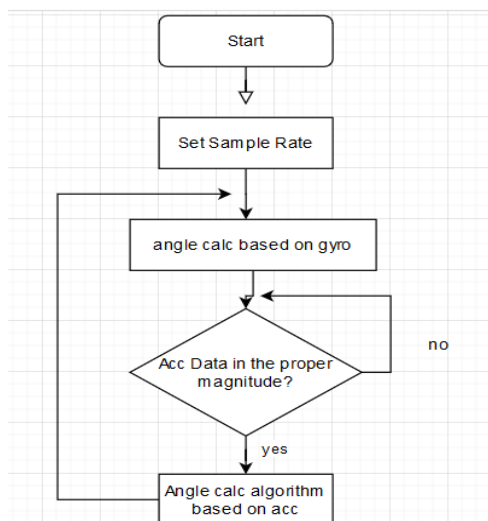 Start
Set Sample Rate
angle calc based on gyro
Acc Data in the proper
magnitude?
no
yes
Angle calc algorithm
based on acc